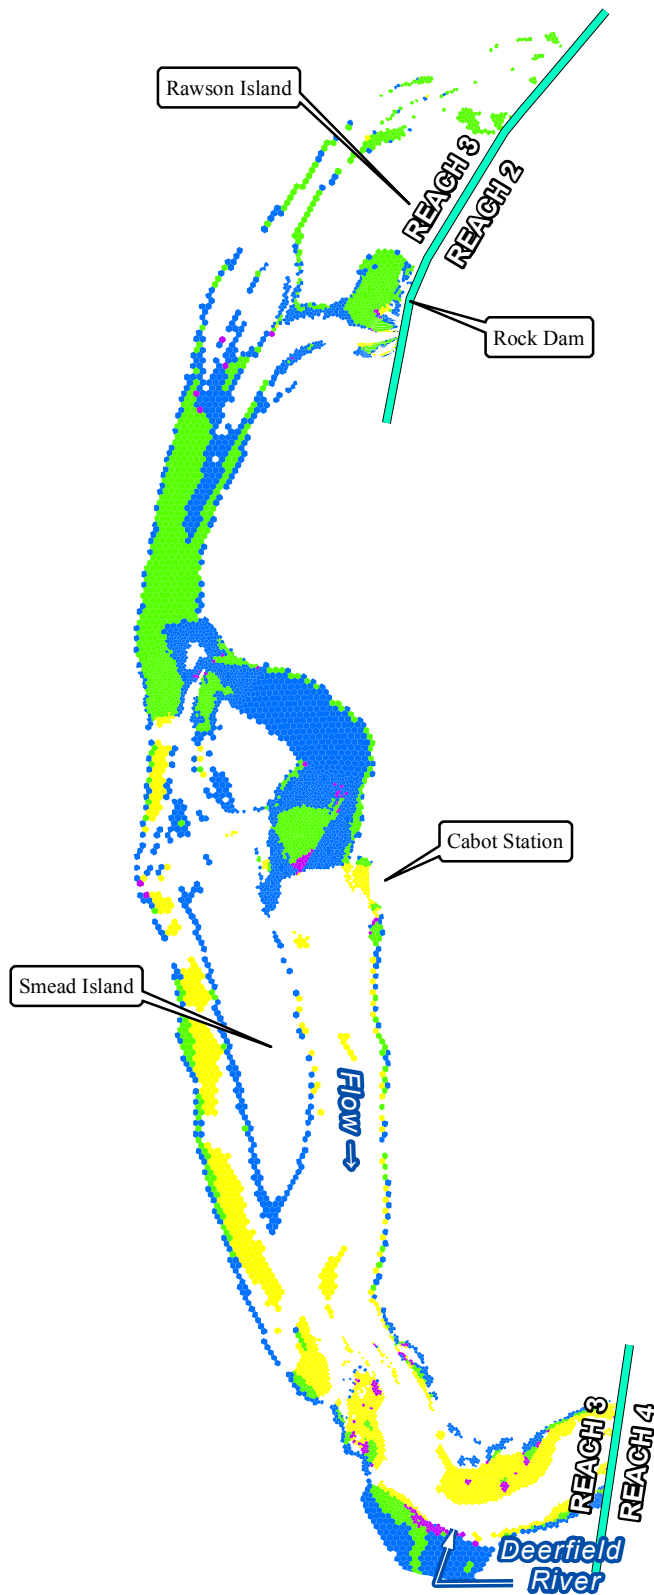 Rawson Island
REACH 3
REACH 2
Rock Dam
Cabot Station
Smead Island
Flow →
REACH 3
REACH 4
Deerfield
River